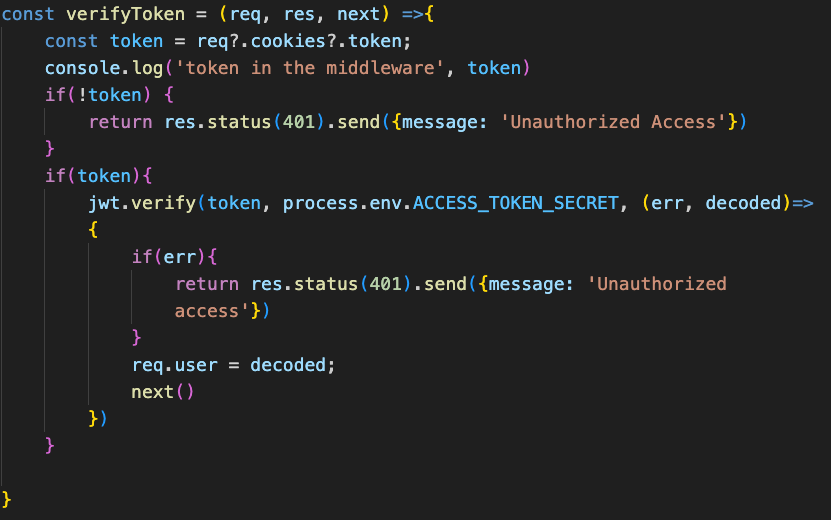 const verifyToken = (req, res, next) =>{
    const token = req?.cookies?.token;
    console.log('token in the middleware', token)
    if(!token) {
        return res.status(401).send({message: 'Unauthorized Access'})
    }
    if(token){
        jwt.verify(token, process.env.ACCESS_TOKEN_SECRET, (err, decoded)=>
        {
            if(err){
                return res.status(401).send({message: 'Unauthorized
                access'})
            }
            req.user = decoded;
            next()
        })
    }

}